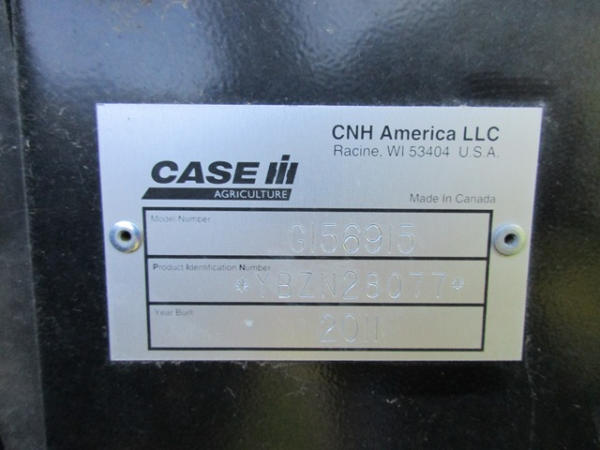 CNH America LLC
Racine, WI 53404 U.S.A.
CASE IH
AGRICULTURE
Made In Canada
Model Number
G156915
Product Identification Number
*YBZN28077*
Year Built
2011